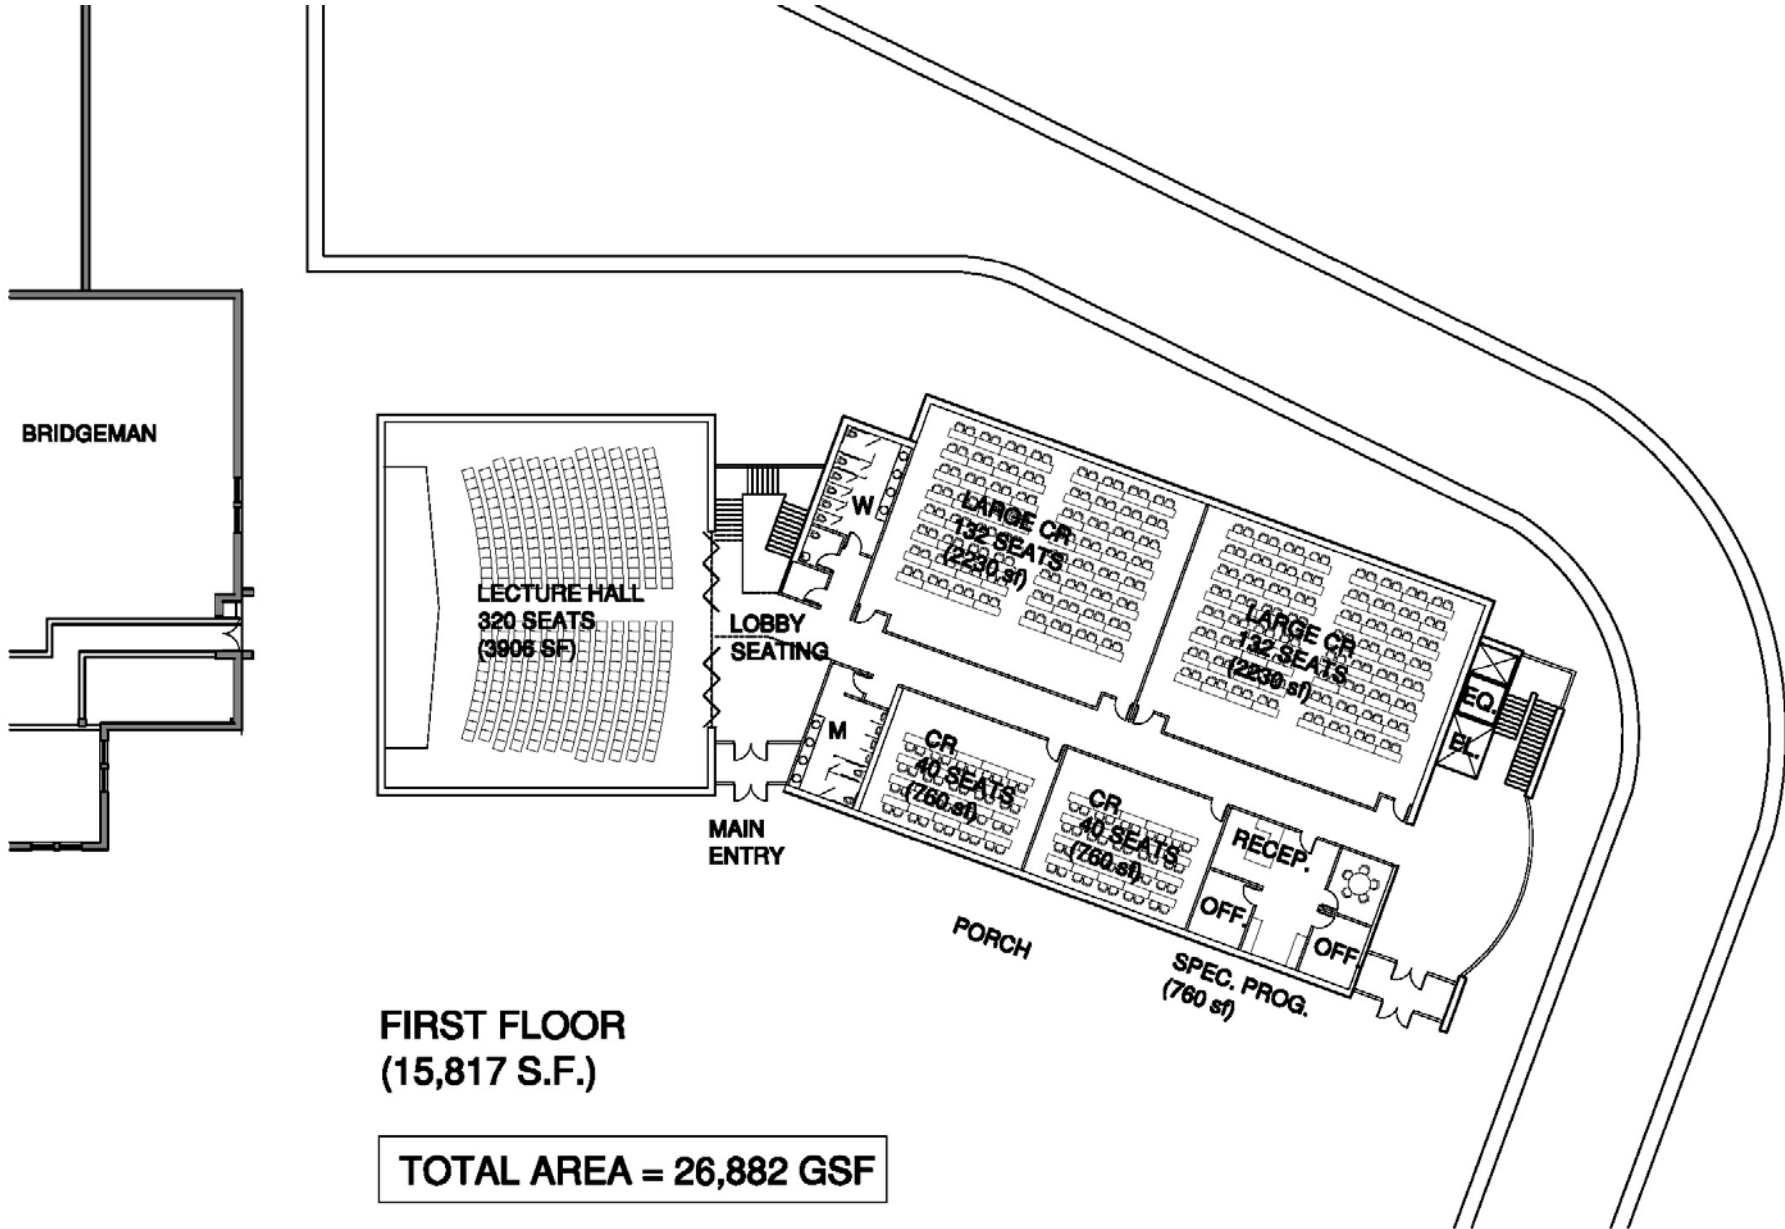 BRIDGEMAN
LECTURE HALL
320 SEATS
(3906 SF)
LOBBY
SEATING
W
M
LARGE CR
132 SEATS
(2230 sf)
LARGE CR
132 SEATS
(2230 sf)
EQ.
EL.
CR
40 SEATS
(760 sf)
CR
40 SEATS
(760 sf)
RECEP.
OFF.
OFF.
MAIN
ENTRY
PORCH
SPEC. PROG.
(760 sf)
FIRST FLOOR
(15,817 S.F.)
TOTAL AREA = 26,882 GSF